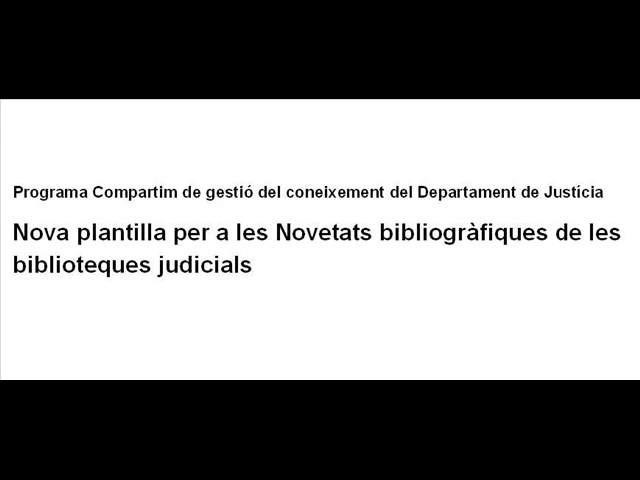 Programa Compartim de gestió del coneixement del Departament de Justícia
Nova plantilla per a les Novetats bibliogràfiques de les
biblioteques judicials